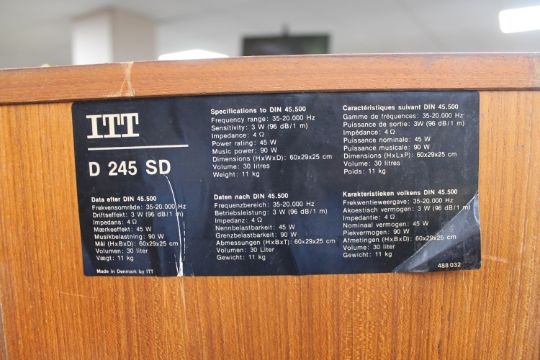 ITT
D 245 SD
Specifications to DIN 45.500
Frequency range: 35-20.000 Hz
Sensitivity: 3 W (96 dB/1 m)
Impedance: 4 Ω
Power rating: 45 W
Music power: 90 W
Dimensions (HxWxD): 60x29x25 cm
Volume: 30 litres
Weight: 11 kg
Caractéristiques suivant DIN 45.500
Gamme de fréquences: 35-20.000 Hz
Puissance de sortie: 3W (96 dB/1 m)
Impédance: 4 Ω
Puissance nominale: 45 W
Puissance musicale: 90 W
Dimensions (HxLxP): 60x29x25 cm
Volume: 30 litres
Poids: 11 kg
Data efter DIN 45.500
Frekvensområde: 35-20.000 Hz
Driftseffekt: 3 W (96 dB/1 m)
Impedans: 4 Ω
Mærkeeffekt: 45 W
Musikbelastning: 90 W
Mål (HxBxD): 60x29x25 cm
Volumen: 30 liter
Vægt: 11 kg
Made in Denmark by ITT
Daten nach DIN 45.500
Frequenzbereich: 35-20.000 Hz
Betriebsleistung: 3 W (96 dB/1 m)
Impedanz: 4 Ω
Nennbelastbarkeit: 45 W
Grenzbelastbarkeit: 90 W
Abmessungen (HxBxT): 60x29x25 cm
Volumen: 30 Liter
Gewicht: 11 kg
Karakteristieken volkens DIN 45.500
Frekwentieweergave: 35-20.000 Hz
Akoestisch vermogen: 3 W (96 dB/1 m)
Impedantie: 4 Ω
Nominaal vermogen: 45 W
Piekvermogen: 90 W
Afmetingen (HxBxD): 60x29x25 cm
Volume: 30 liter
Gewicht: 11 kg
488 032